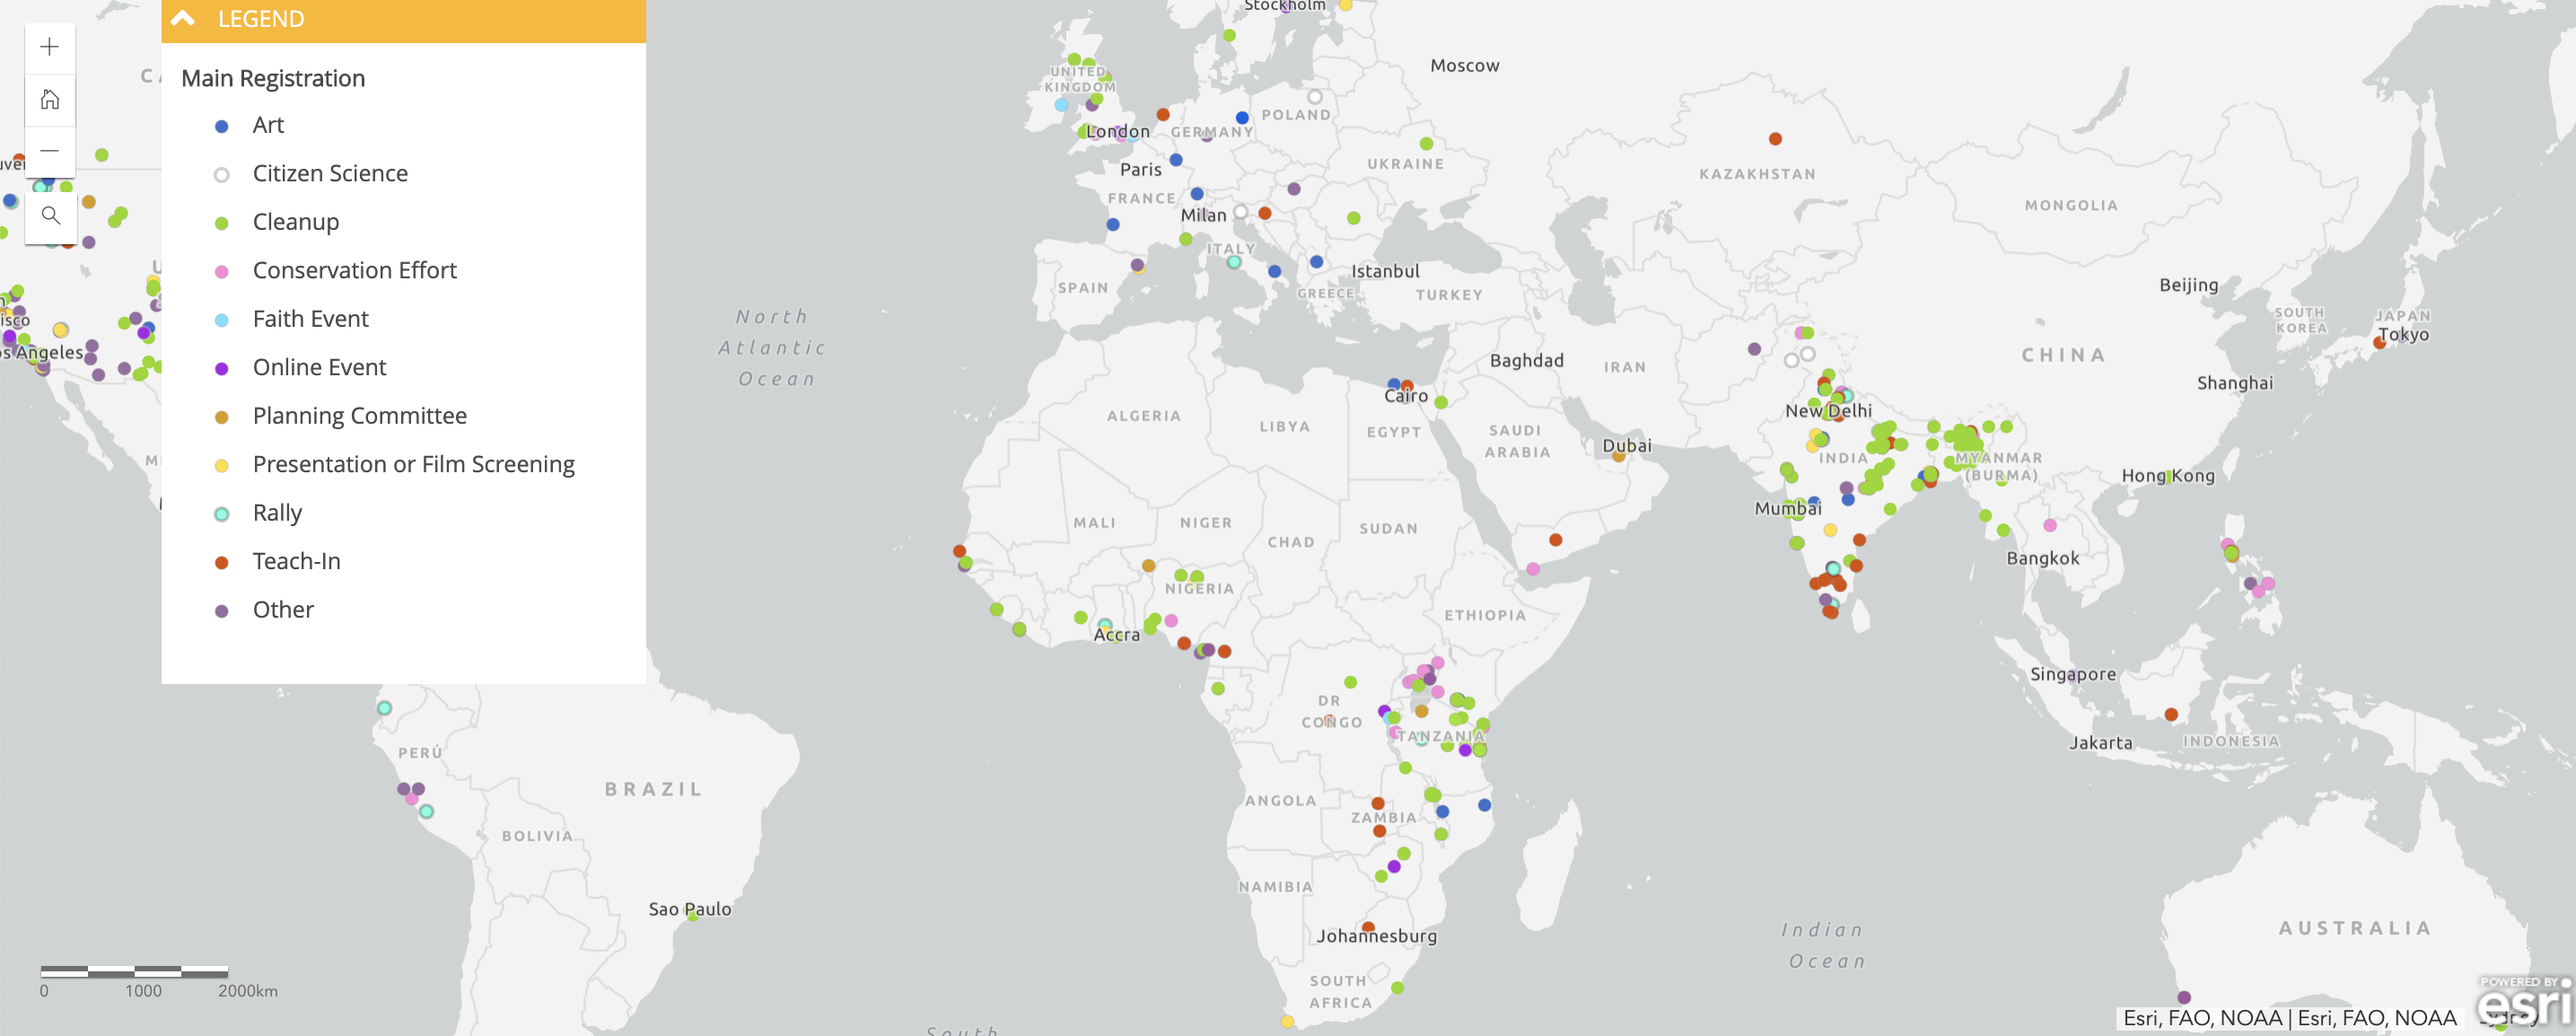 LEGEND
Main Registration
Art
Citizen Science
Cleanup
Conservation Effort
Faith Event
Online Event
Planning Committee
Presentation or Film Screening
Rally
Teach-In
Other
Stockholm
Moscow
UNITED
KINGDOM
London
GERMANY
POLAND
Paris
UKRAINE
FRANCE
Milan
KAZAKHSTAN
MONGOLIA
ITALY
SPAIN
GREECE
Istanbul
TURKEY
Beijing
SOUTH
KOREA
JAPAN
Tokyo
North
Atlantic
Ocean
os Angeles
isco
Baghdad
IRAN
CHINA
Shanghai
Cairo
New Delhi
ALGERIA
LIBYA
EGYPT
SAUDI
ARABIA
Dubai
INDIA
MYANMAR
(BURMA)
Hong Kong
Mumbai
MALI
NIGER
CHAD
SUDAN
Bangkok
NIGERIA
ETHIOPIA
Accra
Singapore
DR
CONGO
TANZANIA
Jakarta
INDONESIA
PERÚ
BRAZIL
BOLIVIA
ANGOLA
ZAMBIA
NAMIBIA
Sao Paulo
Johannesburg
Indian
Ocean
AUSTRALIA
SOUTH
AFRICA
South
0 1000 2000km
POWERED BY
esri
Esri, FAO, NOAA | Esri, FAO, NOAA